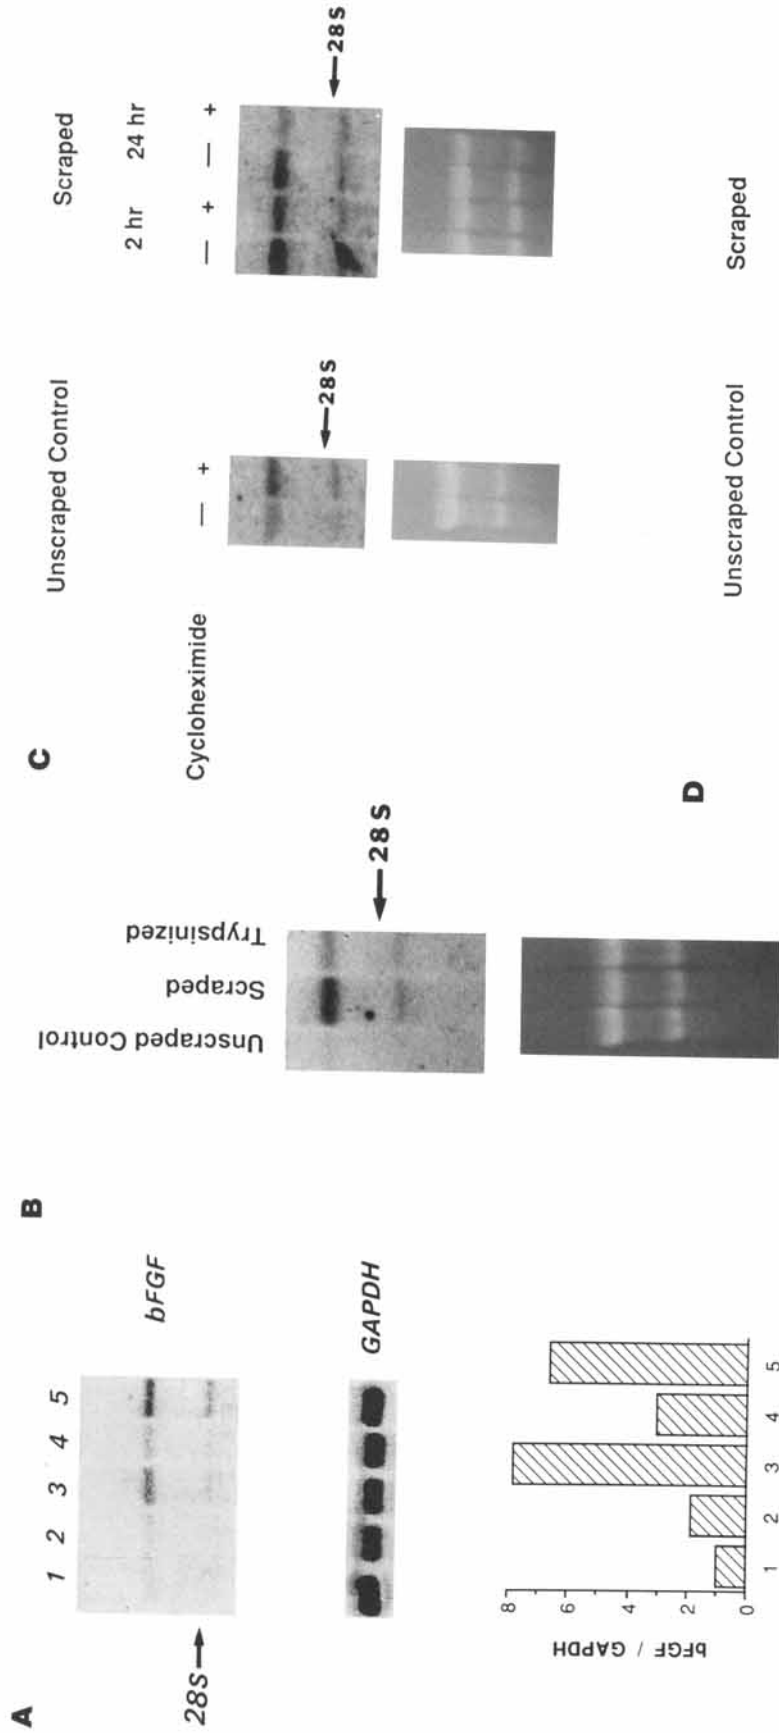 A
1 2 3 4 5
28S
bFGF
GAPDH
bFGF / GAPDH
8
6
4
2
0
1 2 3 4 5
B
Unscraped Control
Scraped
Trypsinized
28S
C
Unscraped Control
Scraped
2 hr 24 hr
Cycloheximide
— +
— + — +
28S
28S
D
Unscraped Control
Scraped